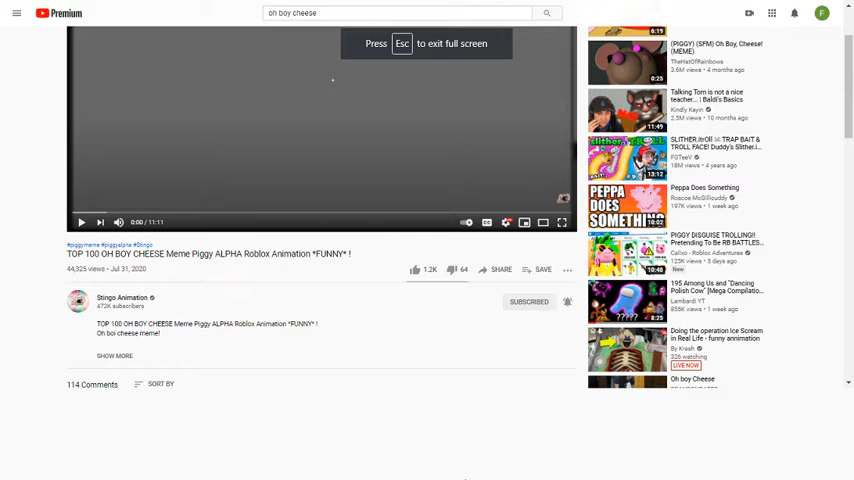 Premium
oh boy cheese
F
Press Esc to exit full screen
0:00 / 11:11
#piggymeme #piggyalpha #Stingo
TOP 100 OH BOY CHEESE Meme Piggy ALPHA Roblox Animation *FUNNY* !
44,325 views • Jul 31, 2020
1.2K
64
SHARE
SAVE
Stingo Animation
472K subscribers
SUBSCRIBED
TOP 100 OH BOY CHEESE Meme Piggy ALPHA Roblox Animation *FUNNY* !
Oh boi cheese meme!
SHOW MORE
114 Comments
SORT BY
6:19
(PIGGY) (SFM) Oh Boy, Cheese!
(MEME)
TheHatOfRainbows
3.6M views • 4 months ago
0:25
Talking Tom is not a nice
teacher... | Baldi's Basics
Kindly Keyin
2.5M views • 10 months ago
11:49
SLITHER.itrOll ☠ TRAP BAIT &
TROLL FACE! Duddy's Slither.i...
FGTeeV
18M views • 4 years ago
slither.
TROLL
13:12
Peppa Does Something
Roscoe McGillicuddy
197K views • 1 week ago
PEPPA
DOES
SOMETHING
10:02
PIGGY DISGUISE TROLLING!!
Pretending To Be RB BATTLES...
Calixo - Roblox Adventures
125K views • 3 days ago
New
10:48
195 Among Us and "Dancing
Polish Cow" [Mega Compilatio...
Lambardi YT
855K views • 1 week ago
?????
8:25
Doing the operation Ice Scream
in Real Life - funny annimation
By Krash
326 watching
LIVE NOW
Oh boy Cheese